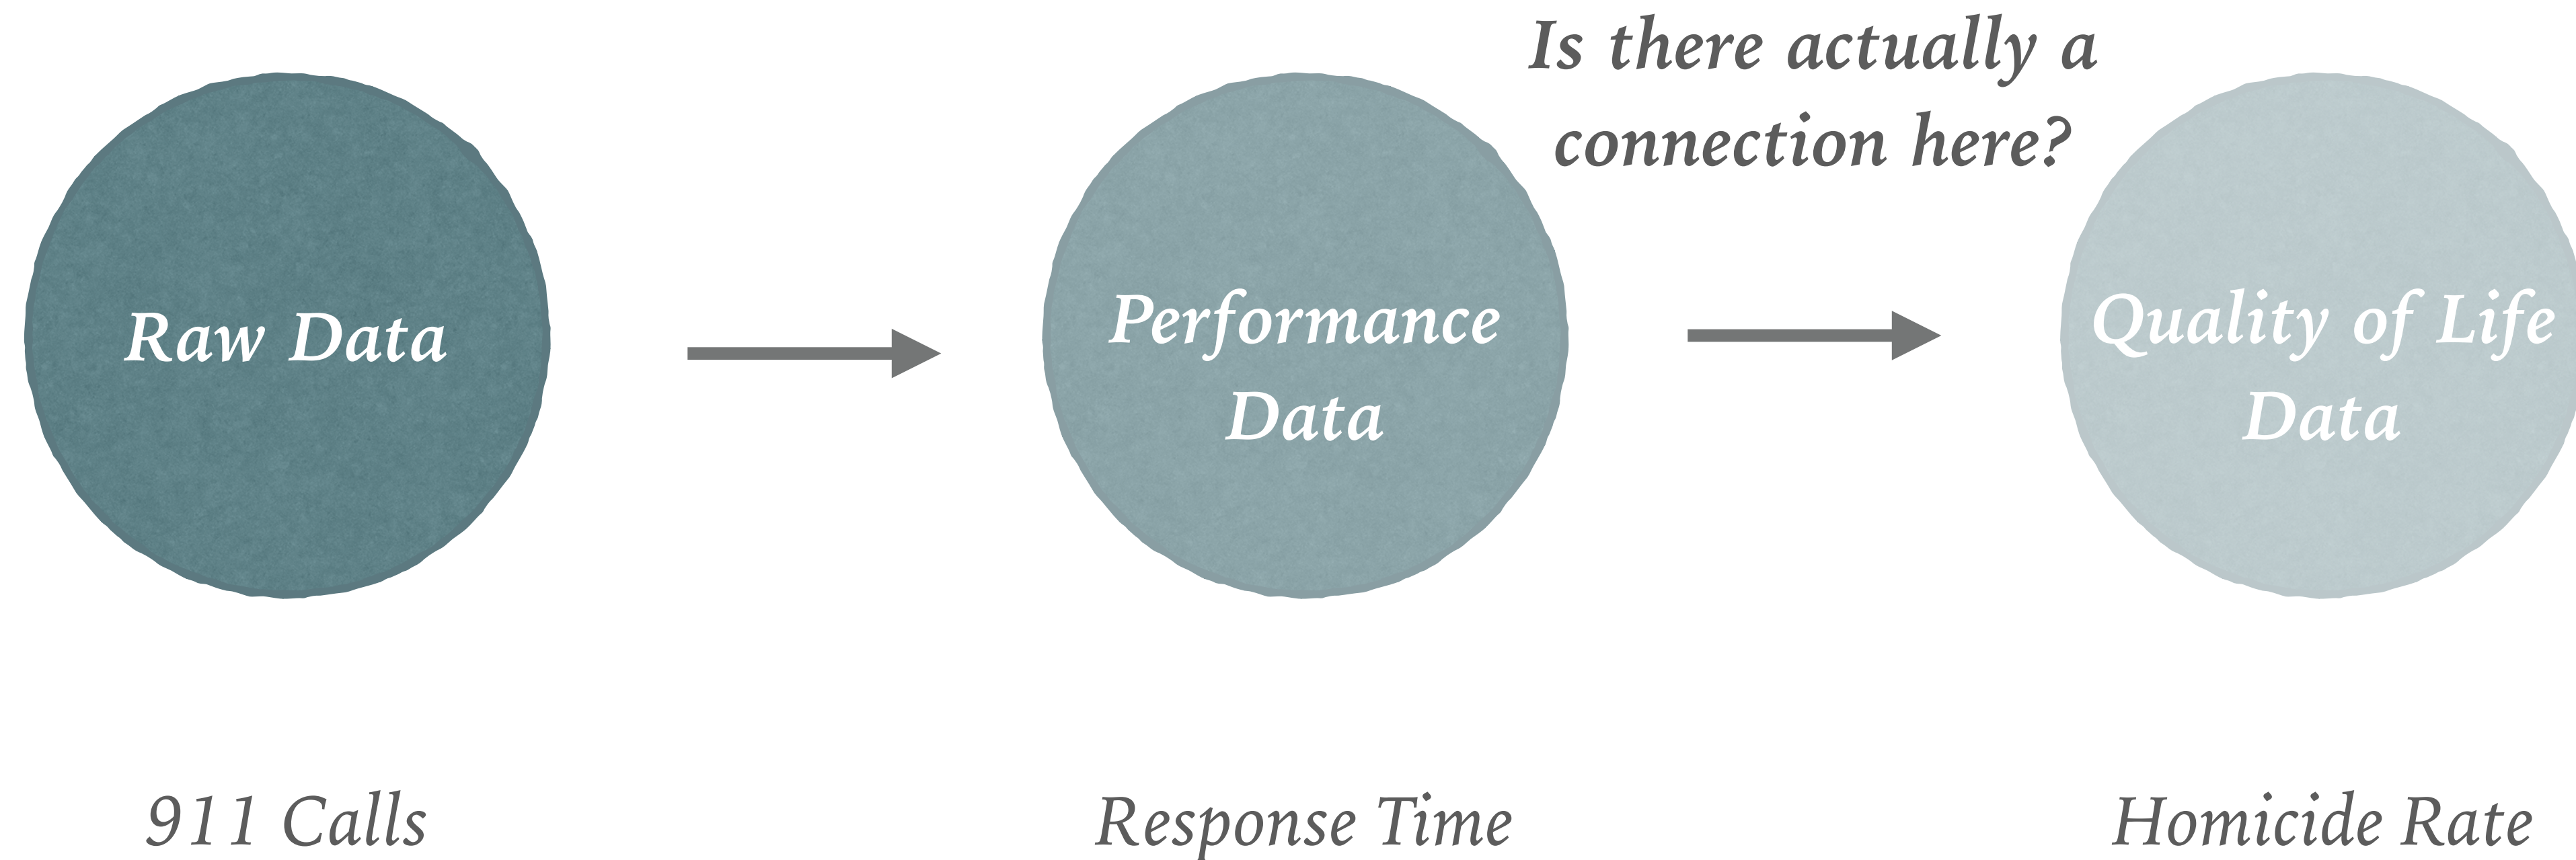 Is there actually a
connection here?
Raw Data
Performance
Data
Quality of Life
Data
911 Calls
Response Time
Homicide Rate